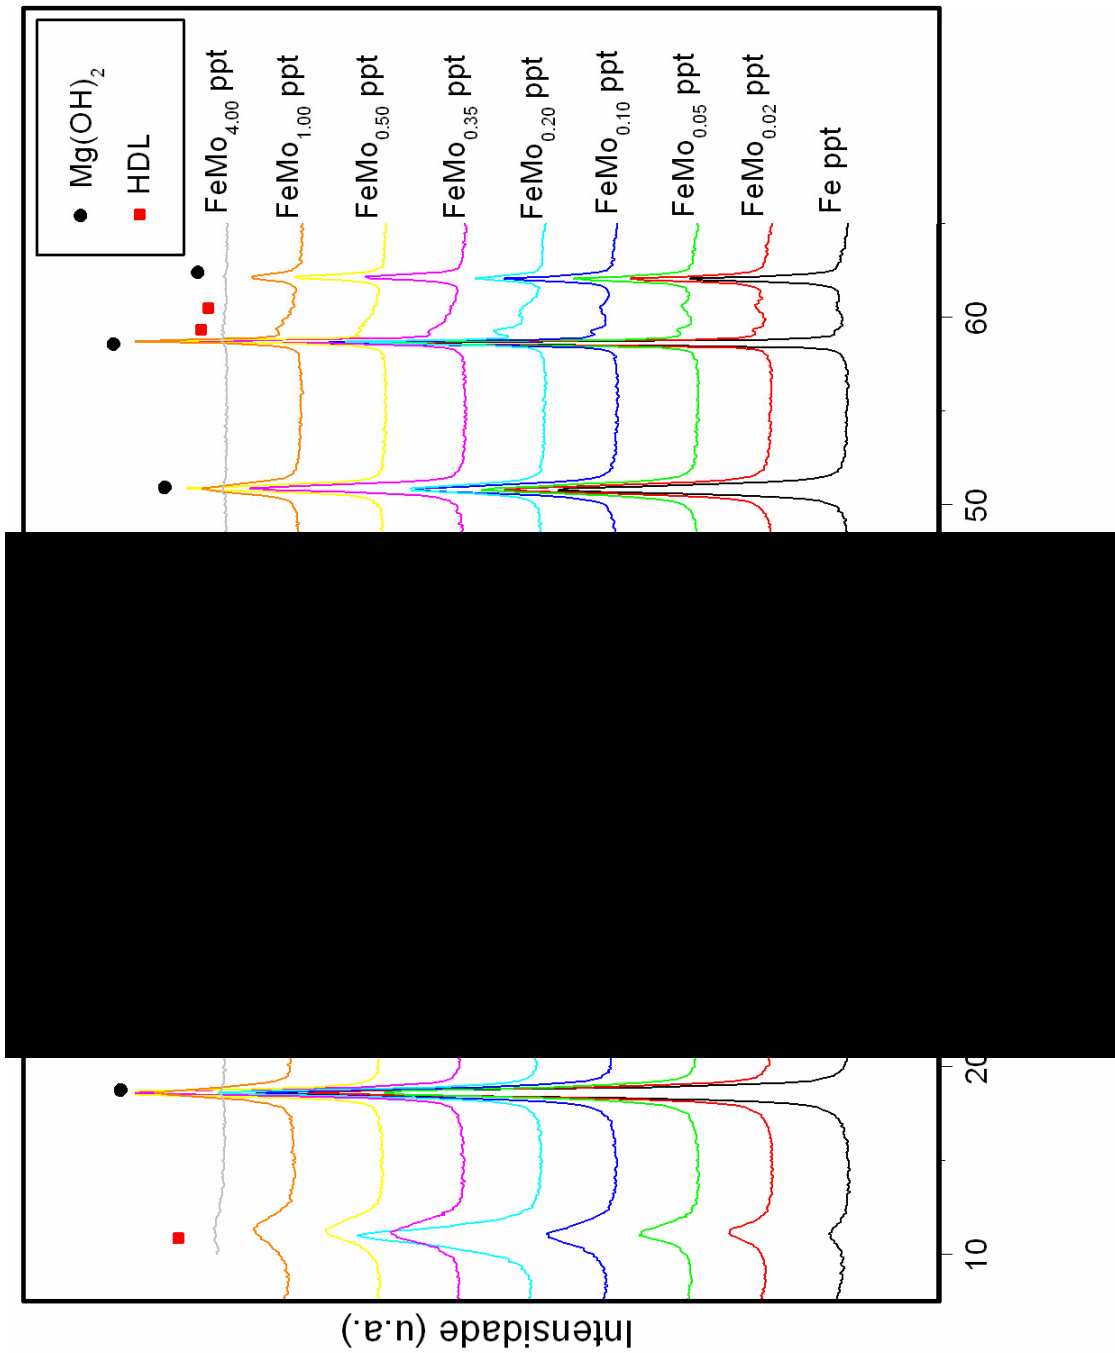 Mg(OH)2
HDL
FeMo4.00 ppt
FeMo1.00 ppt
FeMo0.50 ppt
FeMo0.35 ppt
FeMo0.20 ppt
FeMo0.10 ppt
FeMo0.05 ppt
FeMo0.02 ppt
Fe ppt
Intensidade (u.a.)
10
20
50
60